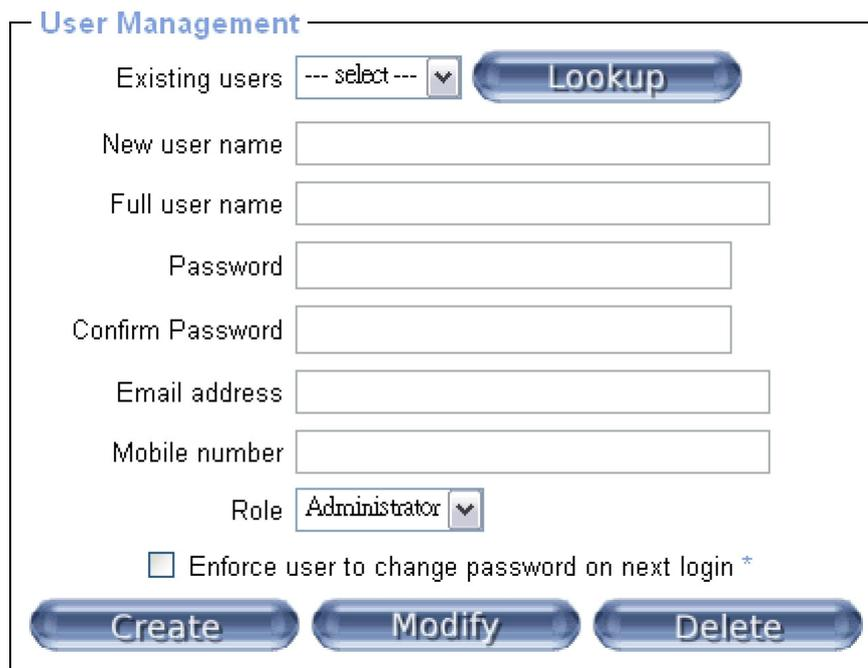 User Management
Existing users --- select --- Lookup
New user name
Full user name
Password
Confirm Password
Email address
Mobile number
Role Administrator
Enforce user to change password on next login *
Create Modify Delete